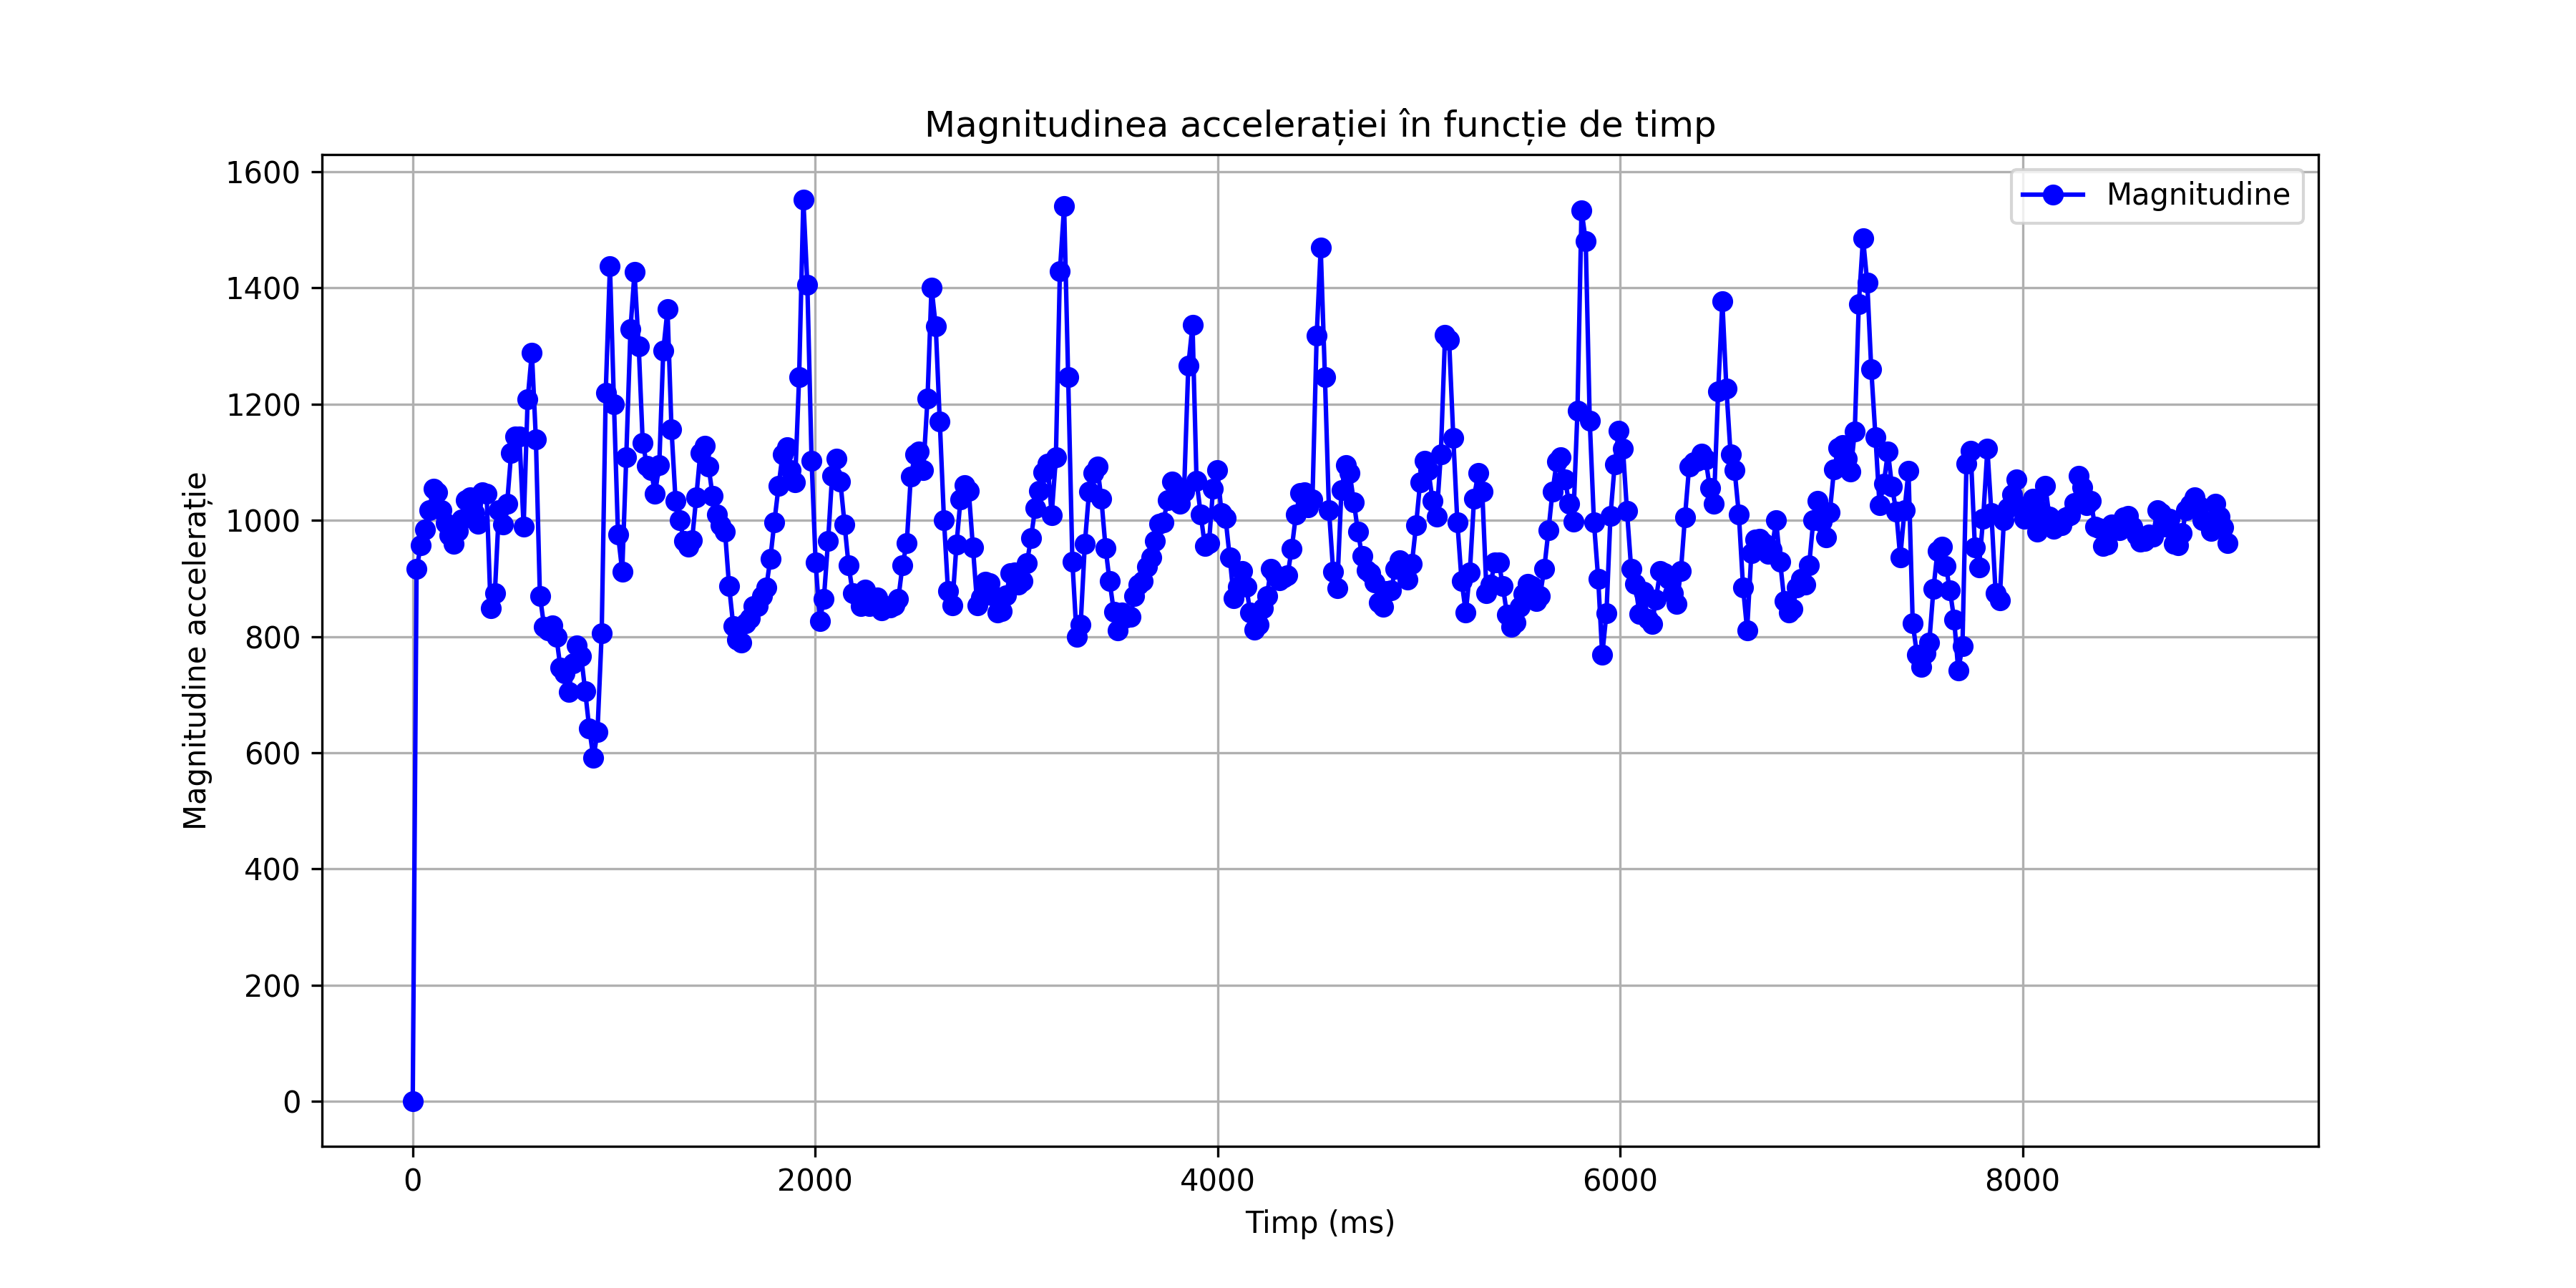 Magnitudinea accelerației în funcție de timp
Magnitudine
1600
1400
1200
1000
800
600
400
200
0
Magnitudine accelerație
0 2000 4000 6000 8000
Timp (ms)